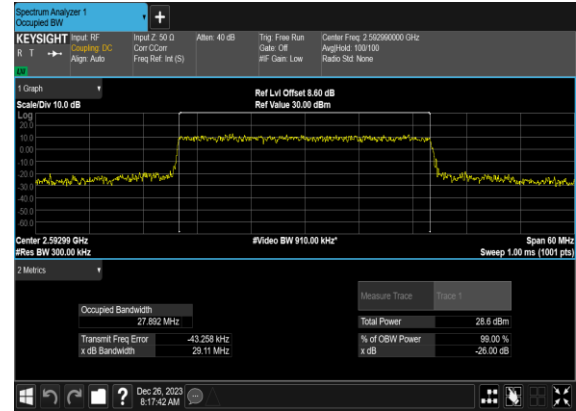 Spectrum Analyzer 1
Occupied BW
+
KEYSIGHT Input: RF Input Z: 50 Ω Atten: 40 dB Trig: Free Run Center Freq: 2.592990000 GHz
R T Coupling: DC Corr CCorr Gate: Off Avg|Hold: 100/100
Align: Auto Freq Ref: Int (S) #IF Gain: Low Radio Std: None
LV
1 Graph Ref Lvl Offset 8.60 dB
Scale/Div 10.0 dB Ref Value 30.00 dBm
Log
20.0
10.0
0.00
-10.0
-20.0
-30.0
-40.0
-50.0
-60.0
Center 2.59299 GHz #Video BW 910.00 kHz* Span 60 MHz
#Res BW 300.00 kHz Sweep 1.00 ms (1001 pts)
2 Metrics
Measure Trace Trace 1
Occupied Bandwidth
27.892 MHz Total Power 28.6 dBm
Transmit Freq Error -43.258 kHz % of OBW Power 99.00 %
x dB Bandwidth 29.11 MHz x dB -26.00 dB
? Dec 26, 2023
8:17:42 AM